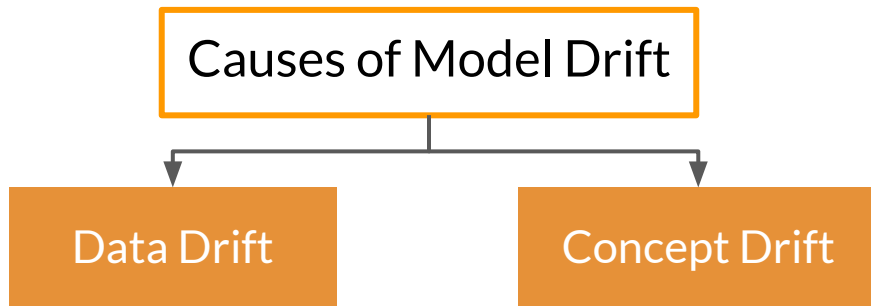 Causes of Model Drift
Data Drift
Concept Drift